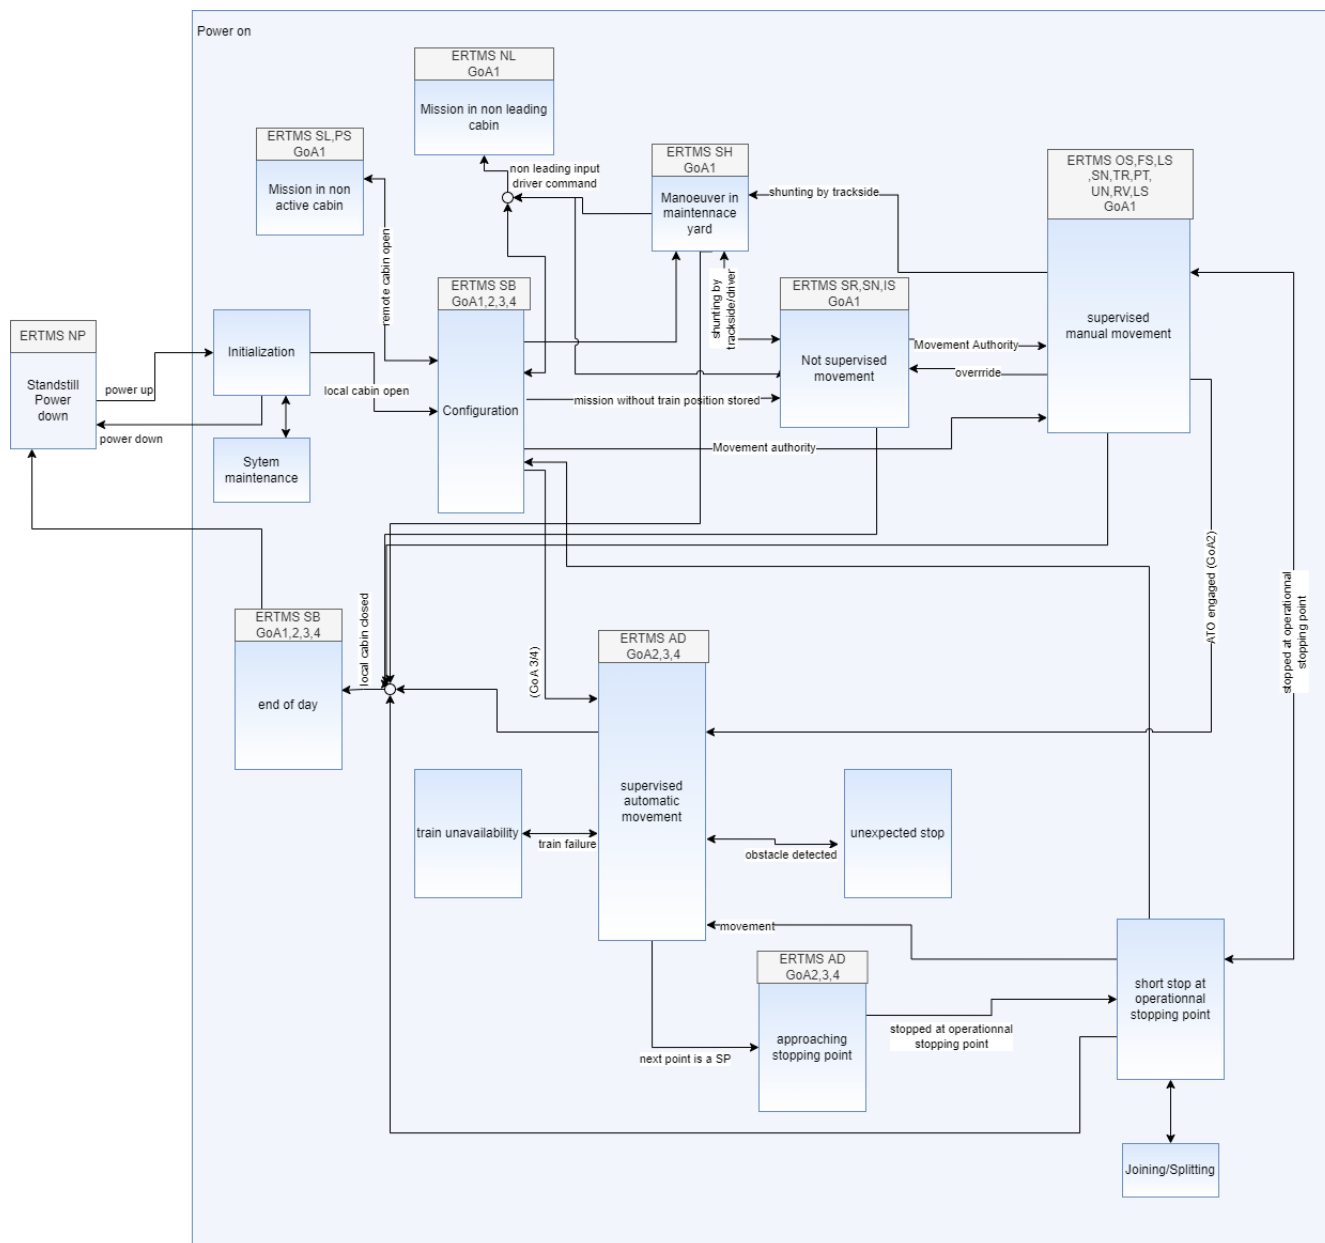 Power on
ERTMS NL
GoA1
Mission in non leading
cabin
ERTMS SL,PS
GoA1
Mission in non
active cabin
non leading input
driver command
ERTMS SH
GoA1
Manoeuver in
maintennace
yard
shunting by trackside
ERTMS OS,FS,LS
,SN,TR,PT,
UN,RV,LS
GoA1
supervised
manual movement
remote cabin open
ERTMS SB
GoA1,2,3,4
Configuration
shunting by
trackside/driver
ERTMS SR,SN,IS
GoA1
Not supervised
movement
Movement Authority
overrride
ERTMS NP
Standstill
Power
down
power up
power down
Initialization
local cabin open
Sytem
maintenance
mission without train position stored
Movement authority
ATO engaged (GoA2)
stopped at operationnal
stopping point
ERTMS SB
GoA1,2,3,4
end of day
local cabin closed
(GoA 3/4)
ERTMS AD
GoA2,3,4
supervised
automatic
movement
train unavailability
train failure
obstacle detected
unexpected stop
movement
ERTMS AD
GoA2,3,4
approaching
stopping point
next point is a SP
stopped at operationnal
stopping point
short stop at
operationnal
stopping point
Joining/Splitting